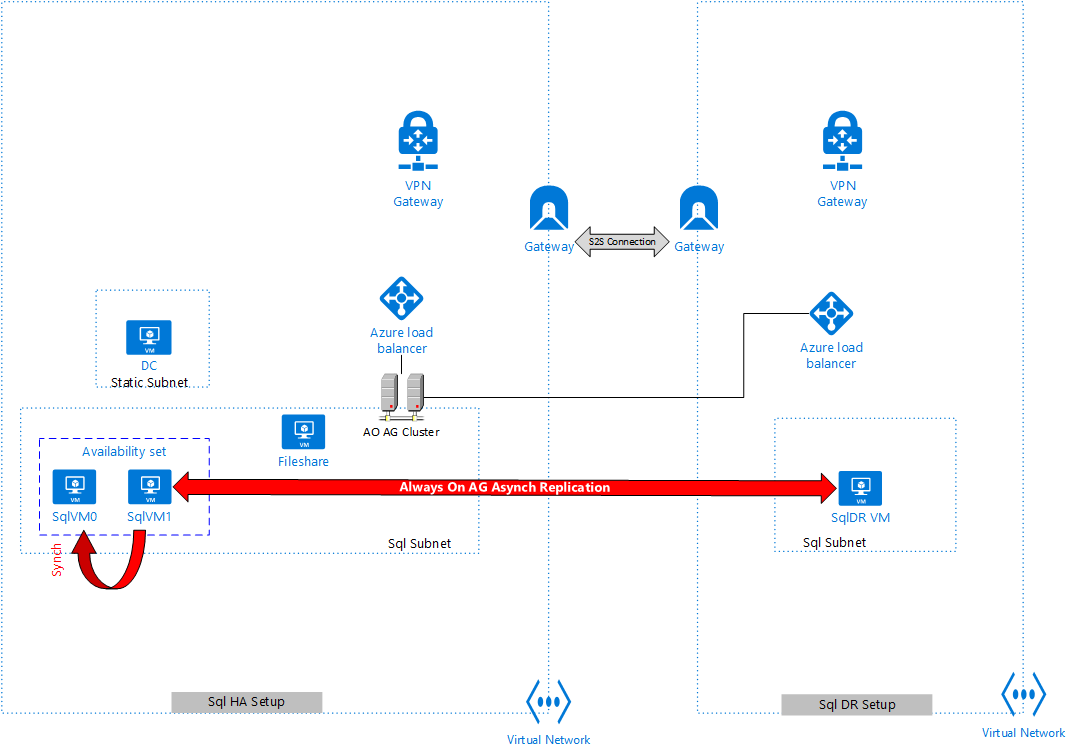 VPN
Gateway
VPN
Gateway
Gateway
S2S Connection
Gateway
Azure load
balancer
Azure load
balancer
VM
DC
Static Subnet
AO AG Cluster
VM
Fileshare
Availability set
VM
SqlVM0
VM
SqlVM1
Always On AG Asynch Replication
VM
SqlDR VM
Sql Subnet
Sql Subnet
Synch
Sql HA Setup
Virtual Network
Sql DR Setup
Virtual Network